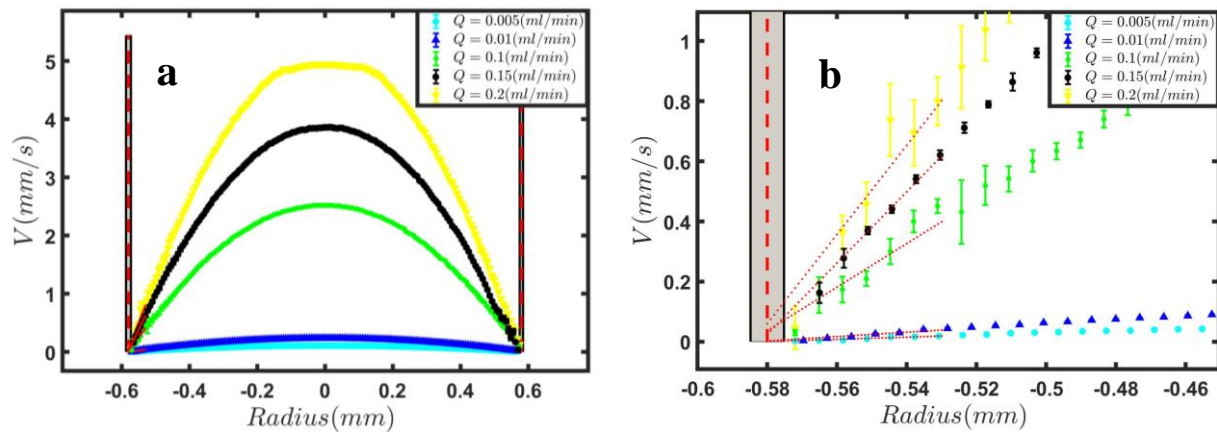 a
Q = 0.005(ml/min)
Q = 0.01(ml/min)
Q = 0.1(ml/min)
Q = 0.15(ml/min)
Q = 0.2(ml/min)
V(mm/s)
5
4
3
2
1
0
-0.6 -0.4 -0.2 0 0.2 0.4 0.6
Radius(mm)
b
Q = 0.005(ml/min)
Q = 0.01(ml/min)
Q = 0.1(ml/min)
Q = 0.15(ml/min)
Q = 0.2(ml/min)
V(mm/s)
1
0.8
0.6
0.4
0.2
0
-0.6 -0.58 -0.56 -0.54 -0.52 -0.5 -0.48 -0.46
Radius(mm)